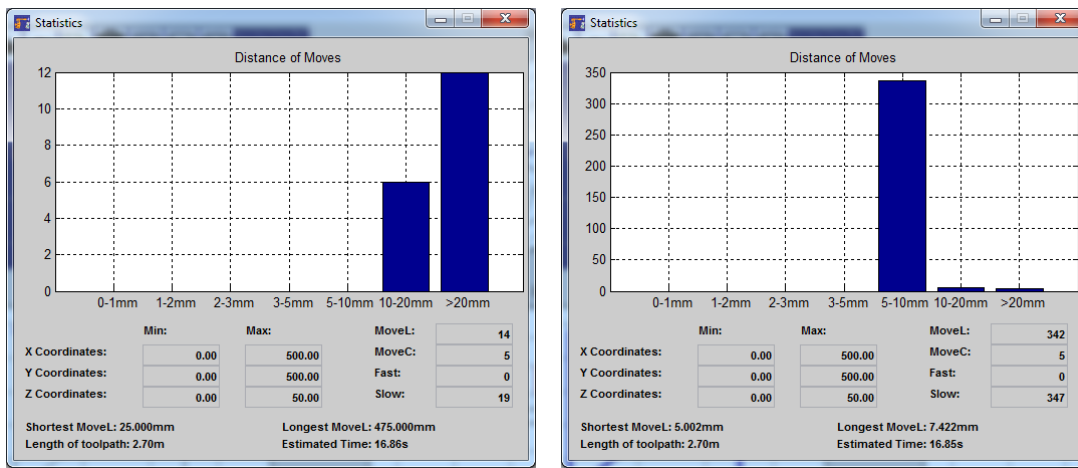 Statistics
Distance of Moves
12
10
8
6
4
2
0
0-1mm 1-2mm 2-3mm 3-5mm 5-10mm 10-20mm >20mm
Min: Max: MoveL: 14
X Coordinates: 0.00 500.00 MoveC: 5
Y Coordinates: 0.00 500.00 Fast: 0
Z Coordinates: 0.00 50.00 Slow: 19
Shortest MoveL: 25.000mm Longest MoveL: 475.000mm
Length of toolpath: 2.70m Estimated Time: 16.86s
Statistics
Distance of Moves
350
300
250
200
150
100
50
0
0-1mm 1-2mm 2-3mm 3-5mm 5-10mm 10-20mm >20mm
Min: Max: MoveL: 342
X Coordinates: 0.00 500.00 MoveC: 5
Y Coordinates: 0.00 500.00 Fast: 0
Z Coordinates: 0.00 50.00 Slow: 347
Shortest MoveL: 5.002mm Longest MoveL: 7.422mm
Length of toolpath: 2.70m Estimated Time: 16.85s